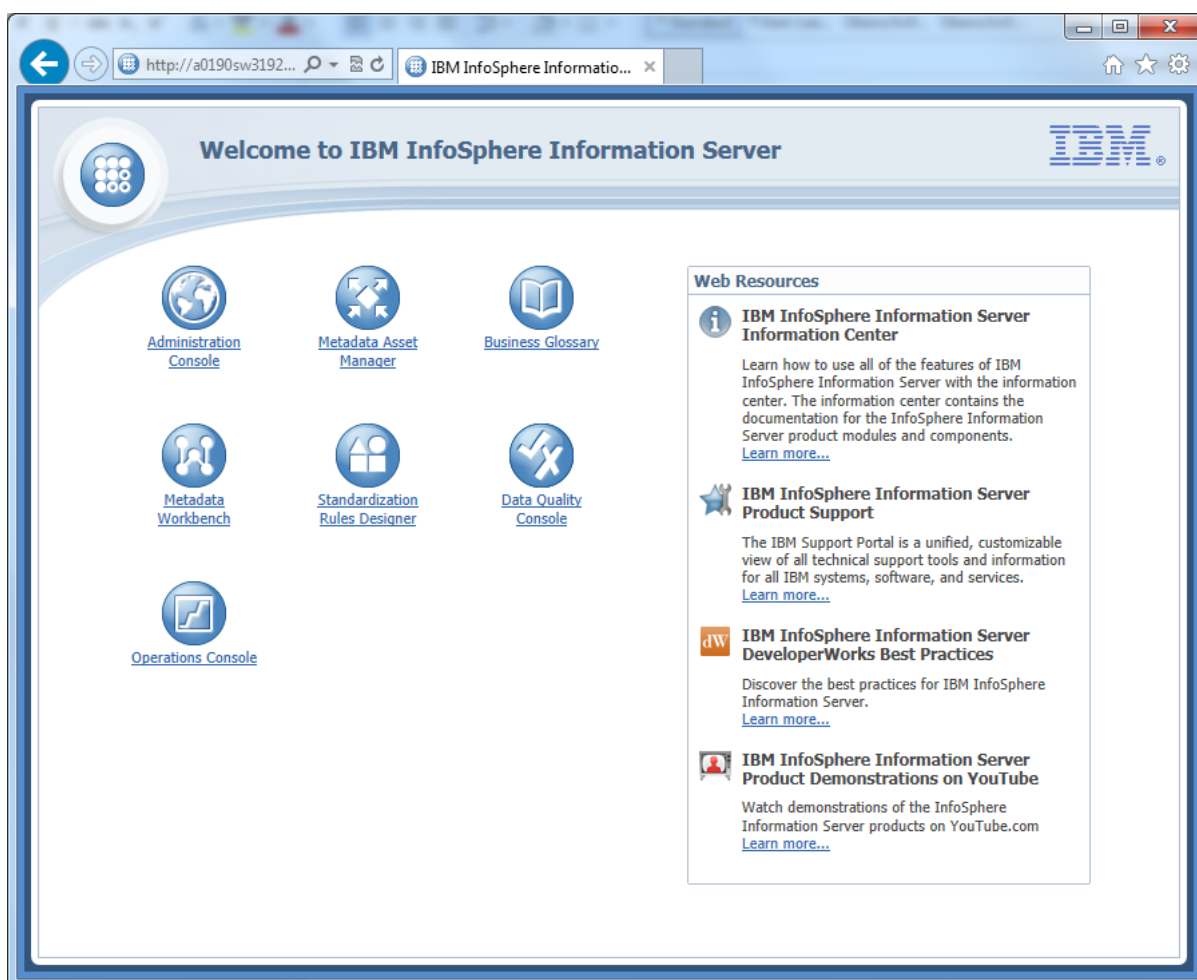 http://a0190sw3192...
IBM InfoSphere Informatio...
Welcome to IBM InfoSphere Information Server
IBM®
Administration
Console
Metadata Asset
Manager
Business Glossary
Metadata
Workbench
Standardization
Rules Designer
Data Quality
Console
Operations Console
Web Resources
IBM InfoSphere Information Server
Information Center
Learn how to use all of the features of IBM
InfoSphere Information Server with the information
center. The information center contains the
documentation for the InfoSphere Information
Server product modules and components.
Learn more...
IBM InfoSphere Information Server
Product Support
The IBM Support Portal is a unified, customizable
view of all technical support tools and information
for all IBM systems, software, and services.
Learn more...
dW
IBM InfoSphere Information Server
DeveloperWorks Best Practices
Discover the best practices for IBM InfoSphere
Information Server.
Learn more...
IBM InfoSphere Information Server
Product Demonstrations on YouTube
Watch demonstrations of the InfoSphere
Information Server products on YouTube.com
Learn more...